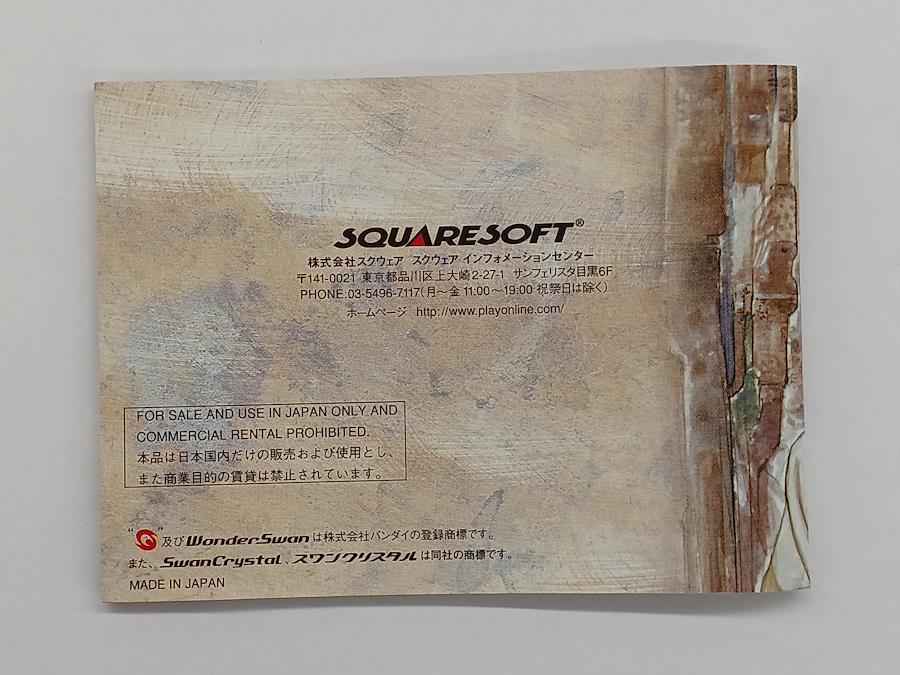 SQUARESOFT®
株式会社スクウェア スクウェア インフォメーションセンター
〒141-0021 東京都品川区上大崎2-27-1 サンフェリスタ目黒6F
PHONE:03-5496-7117(月〜金 11:00〜19:00 祝祭日は除く)
ホームページ http://www.playonline.com/
FOR SALE AND USE IN JAPAN ONLY AND
COMMERCIAL RENTAL PROHIBITED.
本品は日本国内だけの販売および使用とし、
また商業目的の賃貸は禁止されています。
“ ”及びWonderSwanは株式会社バンダイの登録商標です。
また、SwanCrystal、スワンクリスタルは同社の商標です。
MADE IN JAPAN